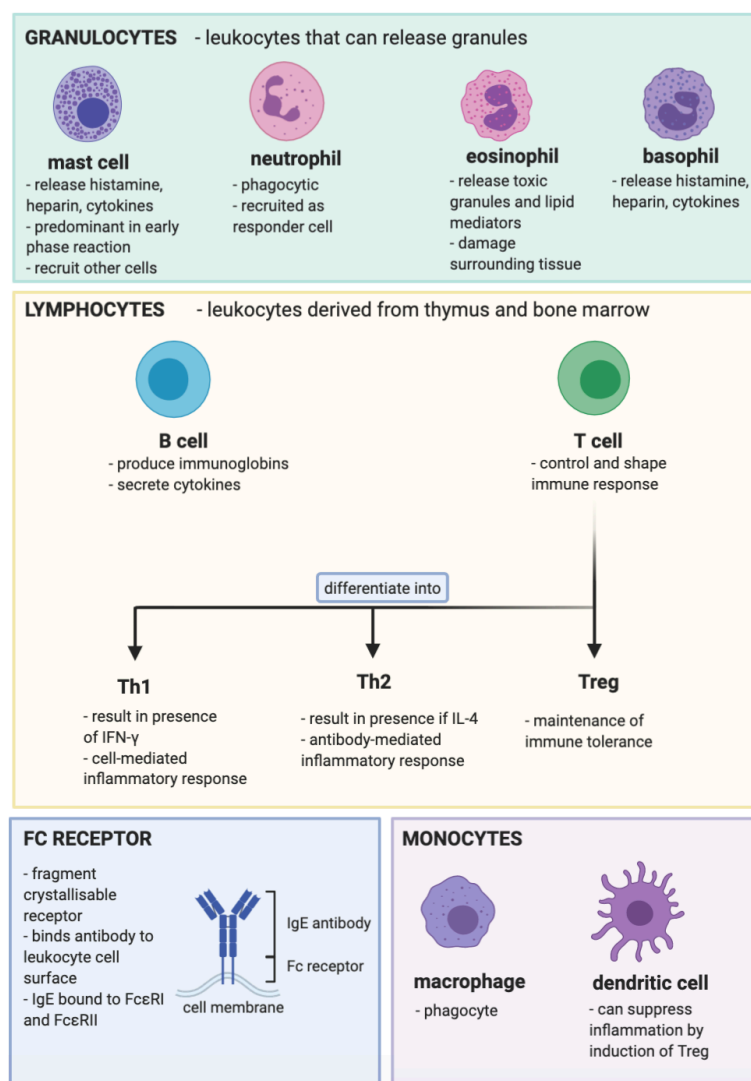 GRANULOCYTES - leukocytes that can release granules
mast cell
- release histamine,
heparin, cytokines
- predominant in early
phase reaction
- recruit other cells
neutrophil
- phagocytic
- recruited as
responder cell
eosinophil
- release toxic
granules and lipid
mediators
- damage
surrounding tissue
basophil
- release histamine,
heparin, cytokines
LYMPHOCYTES - leukocytes derived from thymus and bone marrow
B cell
- produce immunoglobins
- secrete cytokines
T cell
- control and shape
immune response
differentiate into
Th1
- result in presence
of IFN-γ
- cell-mediated
inflammatory response
Th2
- result in presence if IL-4
- antibody-mediated
inflammatory response
Treg
- maintenance of
immune tolerance
FC RECEPTOR
- fragment
crystallisable
receptor
- binds antibody to
leukocyte cell
surface
- IgE bound to FcεRI
and FcεRII
IgE antibody
Fc receptor
cell membrane
MONOCYTES
macrophage
- phagocyte
dendritic cell
- can suppress
inflammation by
induction of Treg